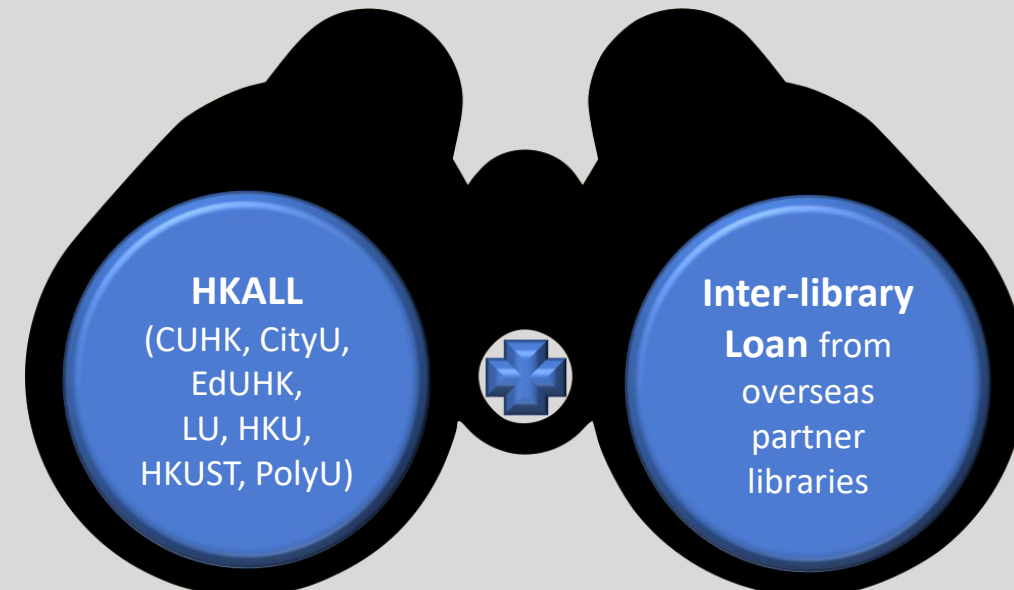 HKALL
(CUHK, CityU,
EdUHK,
LU, HKU,
HKUST, PolyU)
Inter-library
Loan from
overseas
partner
libraries